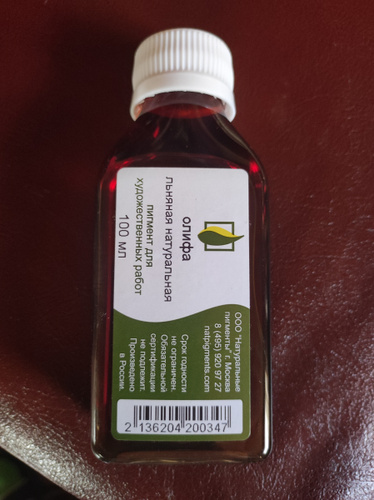 олифа
льняная натуральная
пигмент для
художественных работ
100 мл
ООО "Натуральные
пигменты" г. Москва
8 (495) 920 97 27
natpigments.com
Срок годности
не ограничен.
Обязательной
сертификации
не подлежит.
Произведено
в России.
2 136204 200347